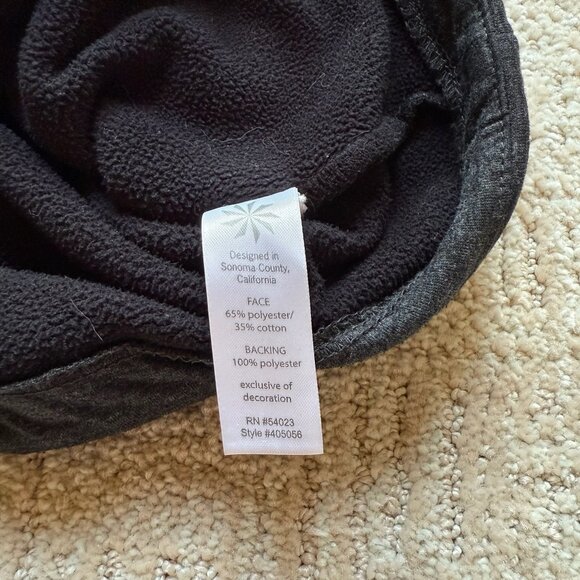 Designed in
Sonoma County,
California
FACE
65% polyester/
35% cotton
BACKING
100% polyester
exclusive of
decoration
RN #54023
Style #405056